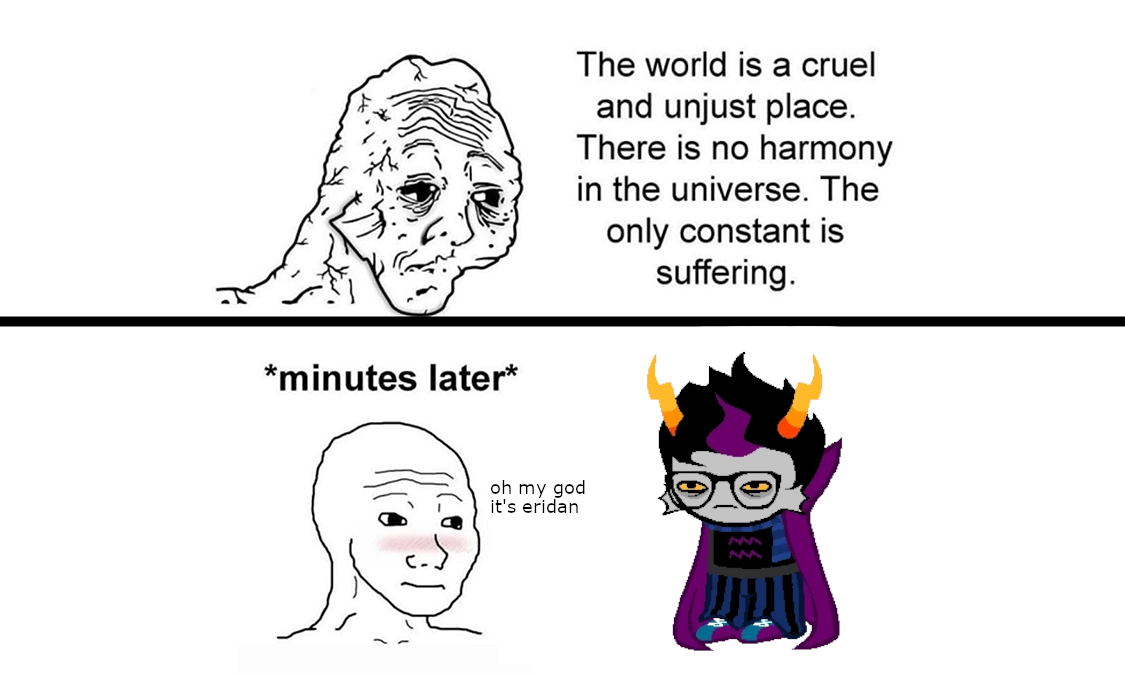 The world is a cruel
and unjust place.
There is no harmony
in the universe. The
only constant is
suffering.
*minutes later*
oh my god
it's eridan